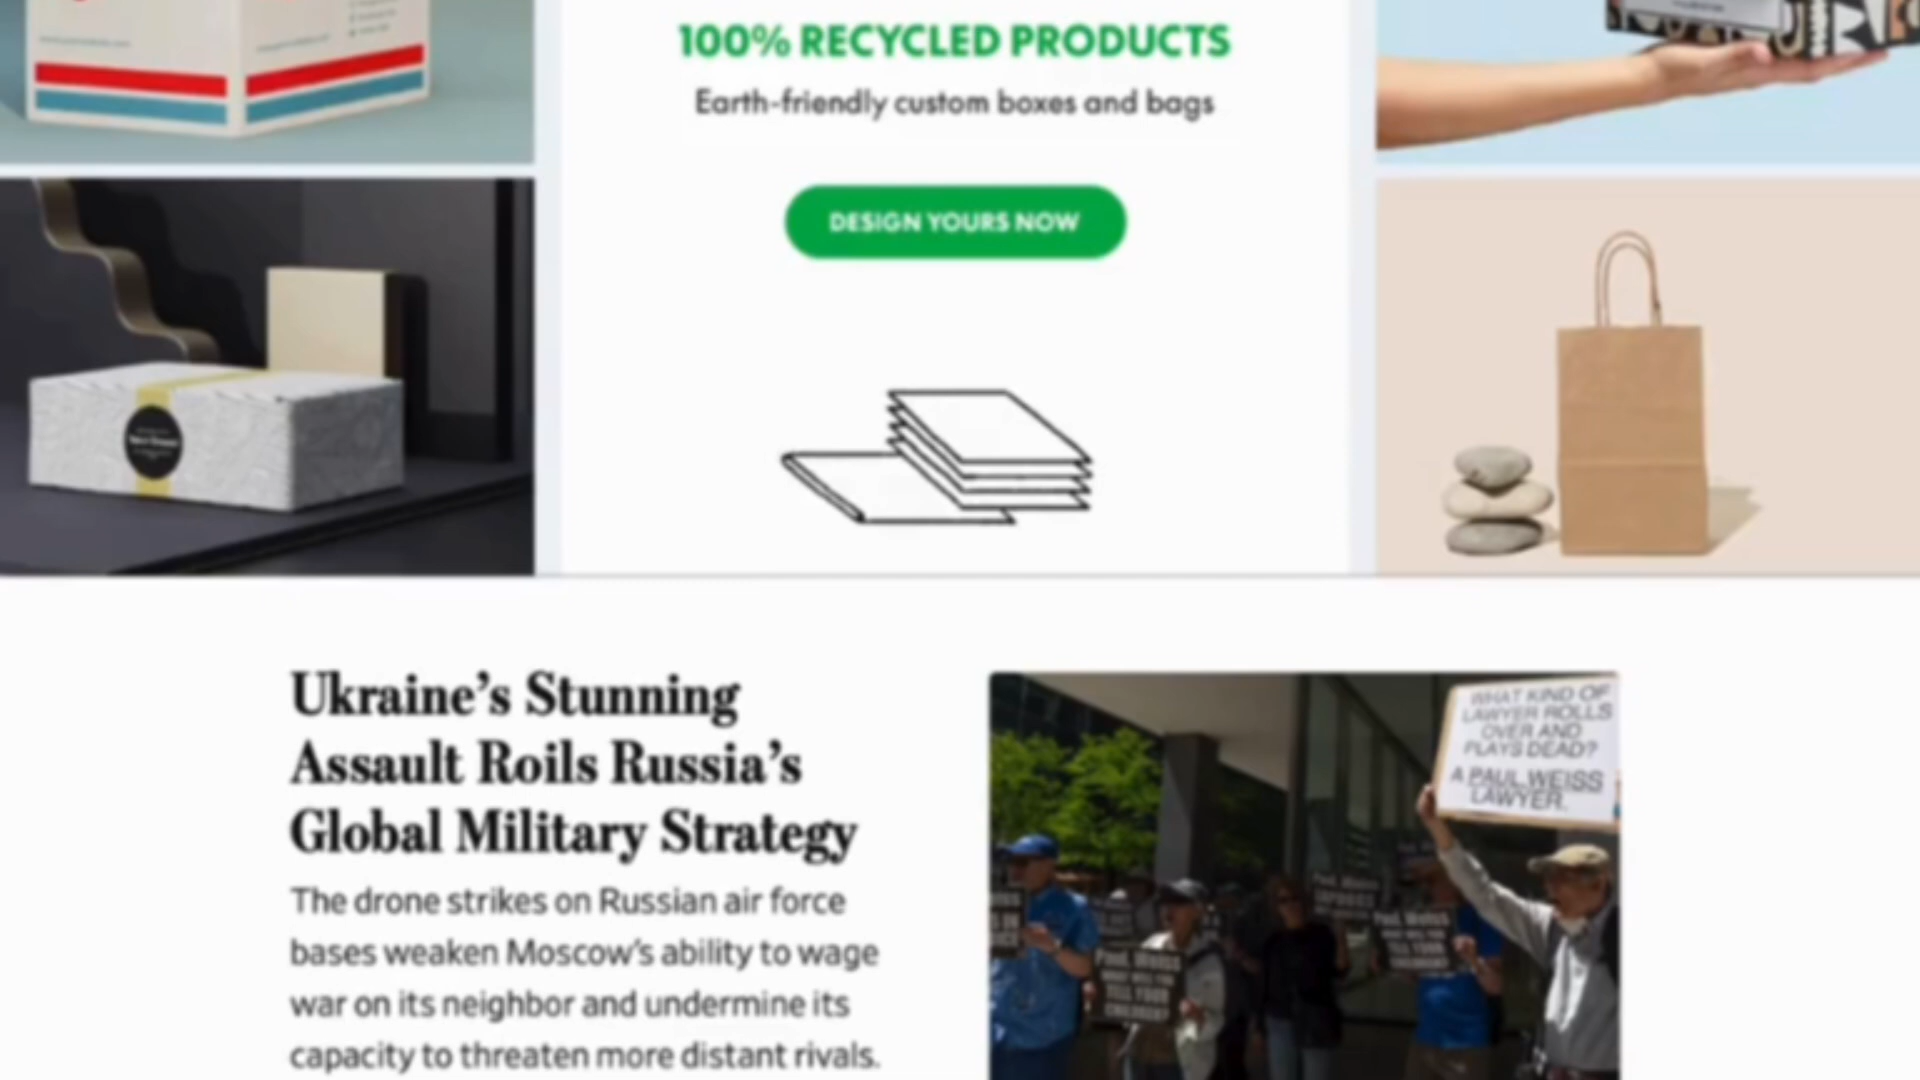 100% RECYCLED PRODUCTS
Earth-friendly custom boxes and bags
DESIGN YOURS NOW
Ukraine’s Stunning
Assault Roils Russia’s
Global Military Strategy
The drone strikes on Russian air force
bases weaken Moscow’s ability to wage
war on its neighbor and undermine its
capacity to threaten more distant rivals.
WHAT KIND OF
LAWYER ROLLS
OVER AND
PLAYS DEAD?
A PAUL, WEISS
LAWYER.